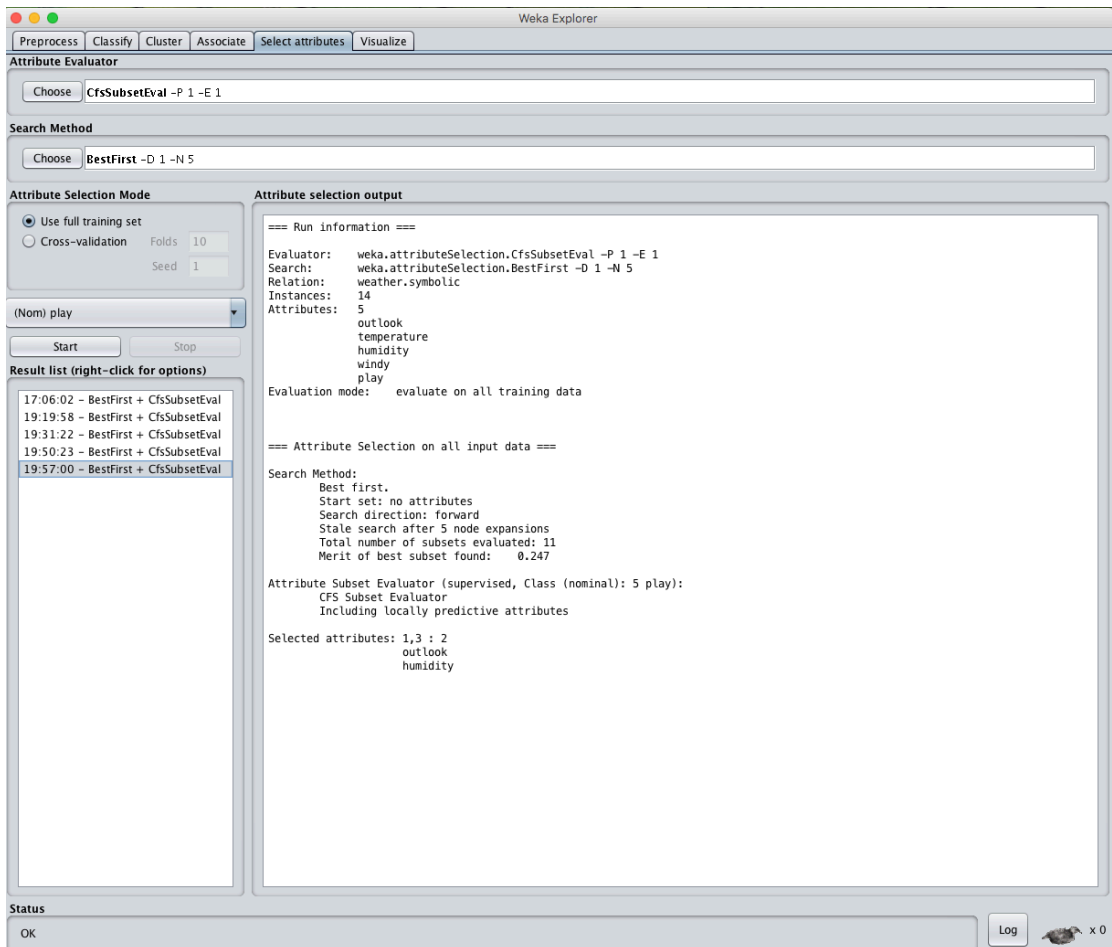 Weka Explorer
Preprocess Classify Cluster Associate Select attributes Visualize
Attribute Evaluator
Choose CfsSubsetEval -P 1 -E 1
Search Method
Choose BestFirst -D 1 -N 5
Attribute Selection Mode
Use full training set
Cross-validation Folds 10
Seed 1
(Nom) play
Start Stop
Result list (right-click for options)
17:06:02 - BestFirst + CfsSubsetEval
19:19:58 - BestFirst + CfsSubsetEval
19:31:22 - BestFirst + CfsSubsetEval
19:50:23 - BestFirst + CfsSubsetEval
19:57:00 - BestFirst + CfsSubsetEval
Attribute selection output
=== Run information ===
Evaluator: weka.attributeSelection.CfsSubsetEval -P 1 -E 1
Search: weka.attributeSelection.BestFirst -D 1 -N 5
Relation: weather.symbolic
Instances: 14
Attributes: 5
outlook
temperature
humidity
windy
play
Evaluation mode: evaluate on all training data
=== Attribute Selection on all input data ===
Search Method:
Best first.
Start set: no attributes
Search direction: forward
Stale search after 5 node expansions
Total number of subsets evaluated: 11
Merit of best subset found: 0.247
Attribute Subset Evaluator (supervised, Class (nominal): 5 play):
CFS Subset Evaluator
Including locally predictive attributes
Selected attributes: 1,3 : 2
outlook
humidity
Status
OK
Log x 0